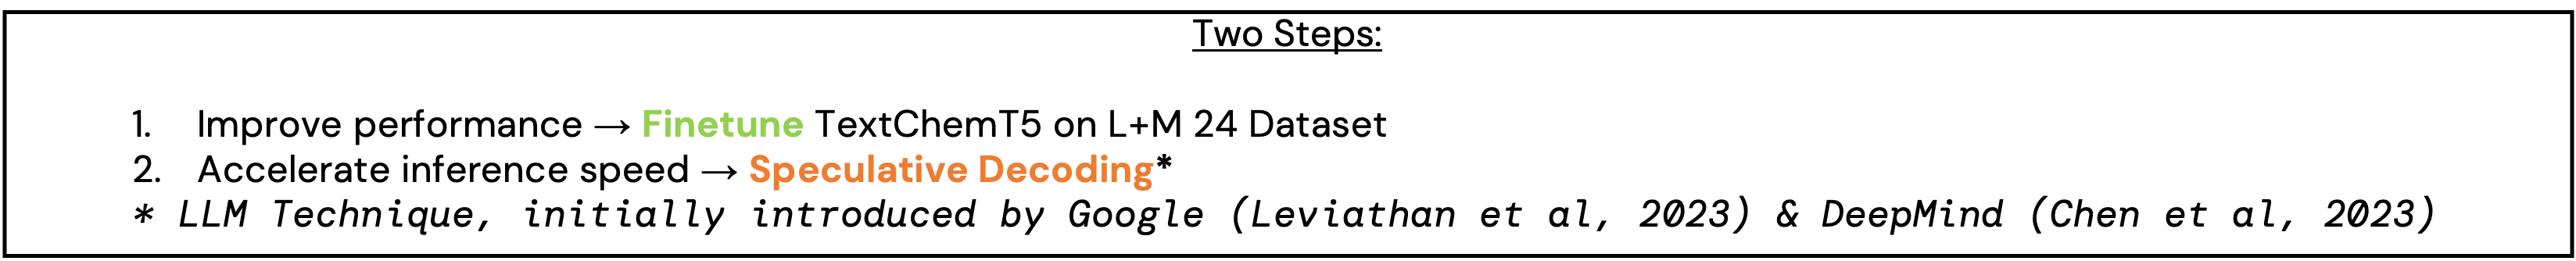 Two Steps:
1. Improve performance → Finetune TextChemT5 on L+M 24 Dataset
2. Accelerate inference speed → Speculative Decoding*
* LLM Technique, initially introduced by Google (Leviathan et al, 2023) & DeepMind (Chen et al, 2023)